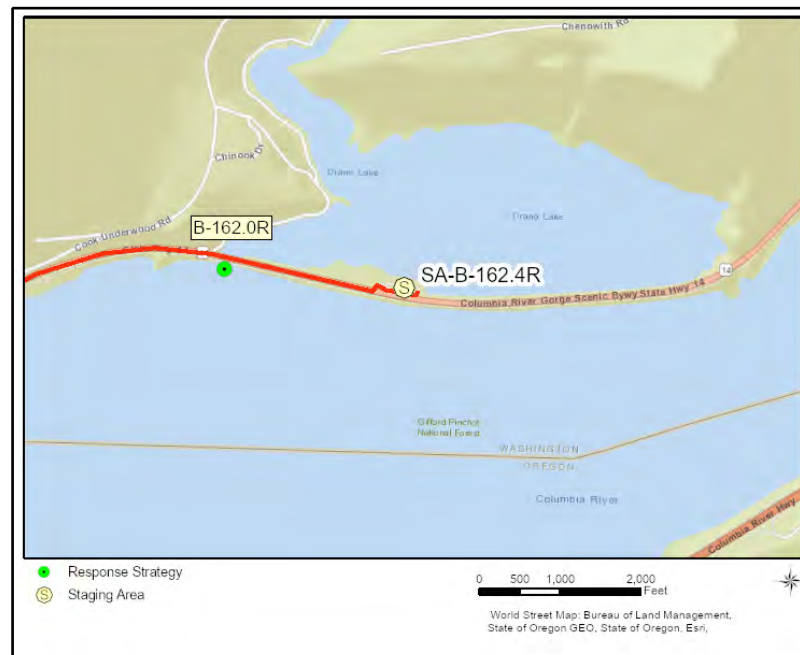 Chenowith Rd
Chinook Dr
Drano Lake
Drano Lake
Cook-Underwood Rd
B-162.0R
14
S
SA-B-162.4R
Columbia River Gorge Scenic Bywy State Hwy 14
Gifford Pinchot
National Forest
WASHINGTON
OREGON
Columbia River
Columbia River Hwy
Response Strategy
S Staging Area
0 500 1,000 2,000
Feet
World Street Map: Bureau of Land Management,
State of Oregon GEO, State of Oregon, Esri,